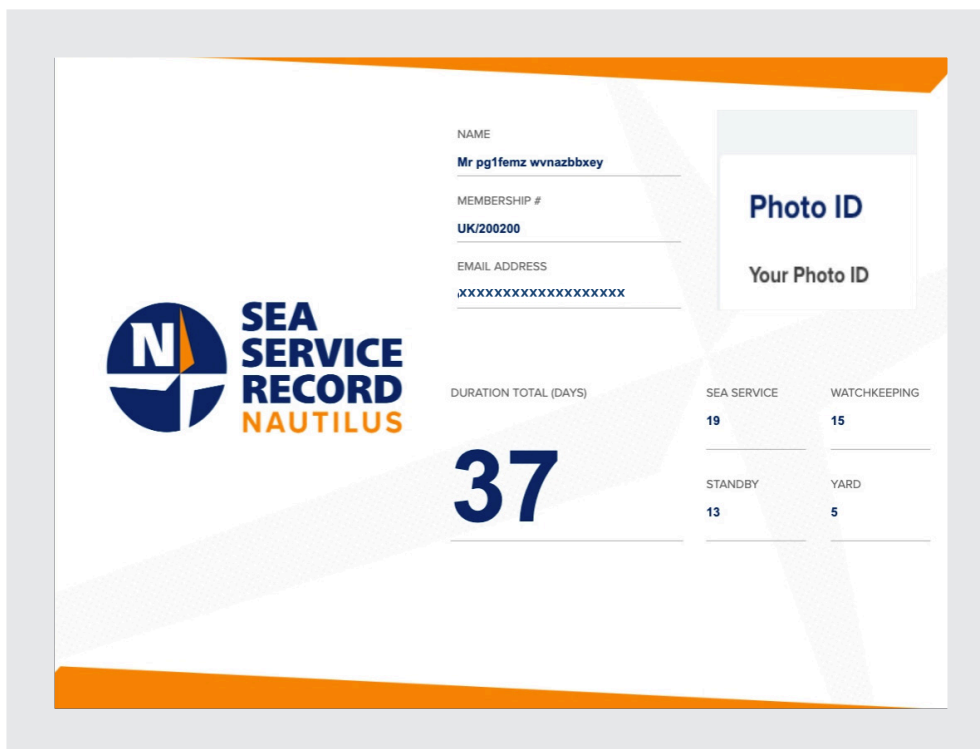 NAME
Mr pg1femz wvnazbbxey
MEMBERSHIP #
UK/200200
EMAIL ADDRESS
xxxxxxxxxxxxxxxxxxx
Photo ID
Your Photo ID
N
SEA
SERVICE
RECORD
NAUTILUS
DURATION TOTAL (DAYS)
37
SEA SERVICE
19
WATCHKEEPING
15
STANDBY
13
YARD
5